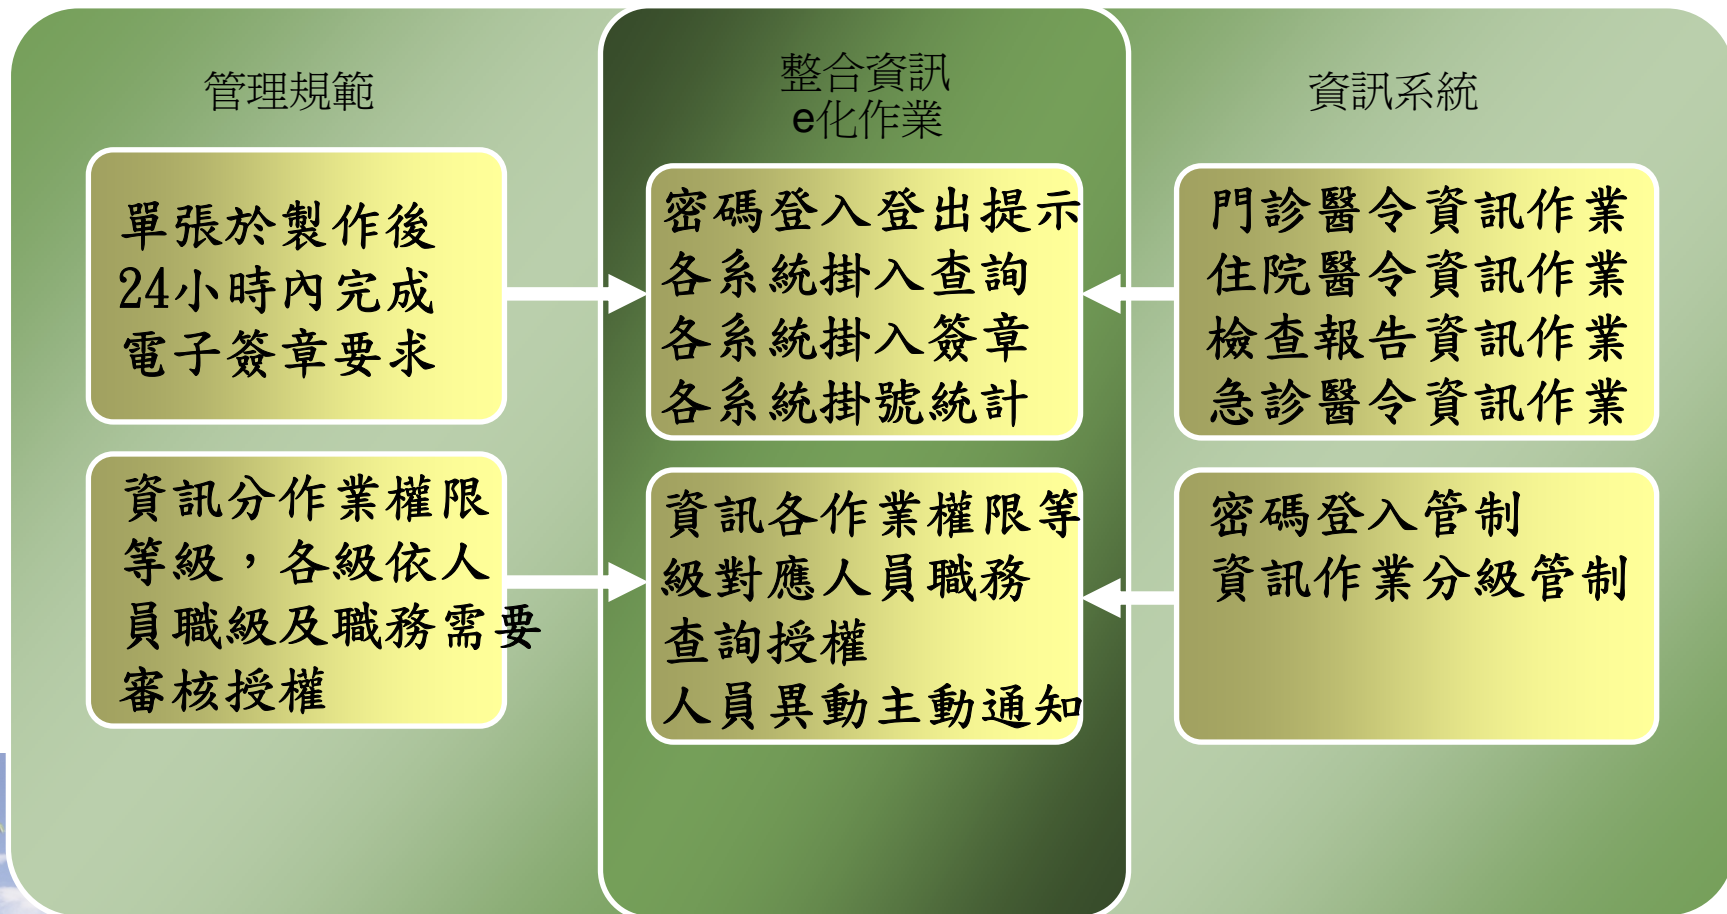 管理規範
單張於製作後
24小時內完成
電子簽章要求
資訊分作業權限
等級，各級依人
員職級及職務需要
審核授權
整合資訊
e化作業
密碼登入登出提示
各系統掛入查詢
各系統掛入簽章
各系統掛號統計
資訊各作業權限等
級對應人員職務
查詢授權
人員異動主動通知
資訊系統
門診醫令資訊作業
住院醫令資訊作業
檢查報告資訊作業
急診醫令資訊作業
密碼登入管制
資訊作業分級管制